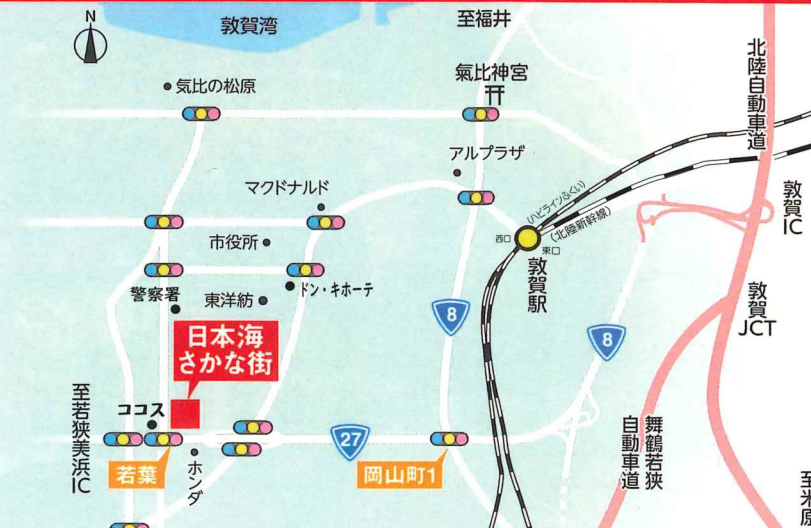 N
敦賀湾
至福井
気比の松原
氣比神宮
北陸自動車道
アルプラザ
マクドナルド
(ハピラインふくい)
(北陸新幹線)
敦賀IC
西口
東口
敦賀駅
市役所
警察署
東洋紡
ドン・キホーテ
敦賀
JCT
8
8
日本海
さかな街
ココス
至若狭美浜IC
27
若葉
ホンダ
岡山町1
舞鶴若狭
自動車道
至米原